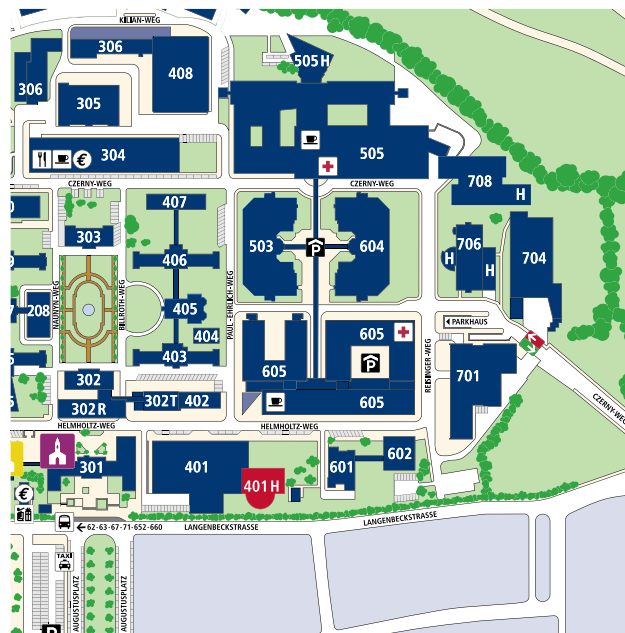 KILIAN-WEG
306
408
505 H
306
305
304
€
505
CZERNY-WEG
CZERNY-WEG
708
H
407
303
503
604
P
706
406
H
H
704
NAUNYN-WEG
BILLROTH-WEG
PAUL-EHRLICH-WEG
208
405
404
PARKHAUS
605
403
605
P
REISINGER-WEG
701
302
302 R
302T
402
605
CZERNY-WEG
HELMHOLTZ-WEG
HELMHOLTZ-WEG
301
401
401 H
601
602
€
62-63-67-71-652-660
LANGENBECKSTRASSE
LANGENBECKSTRASSE
TAXI
AUGUSTUSPLATZ
AUGUSTUSPLATZ
P